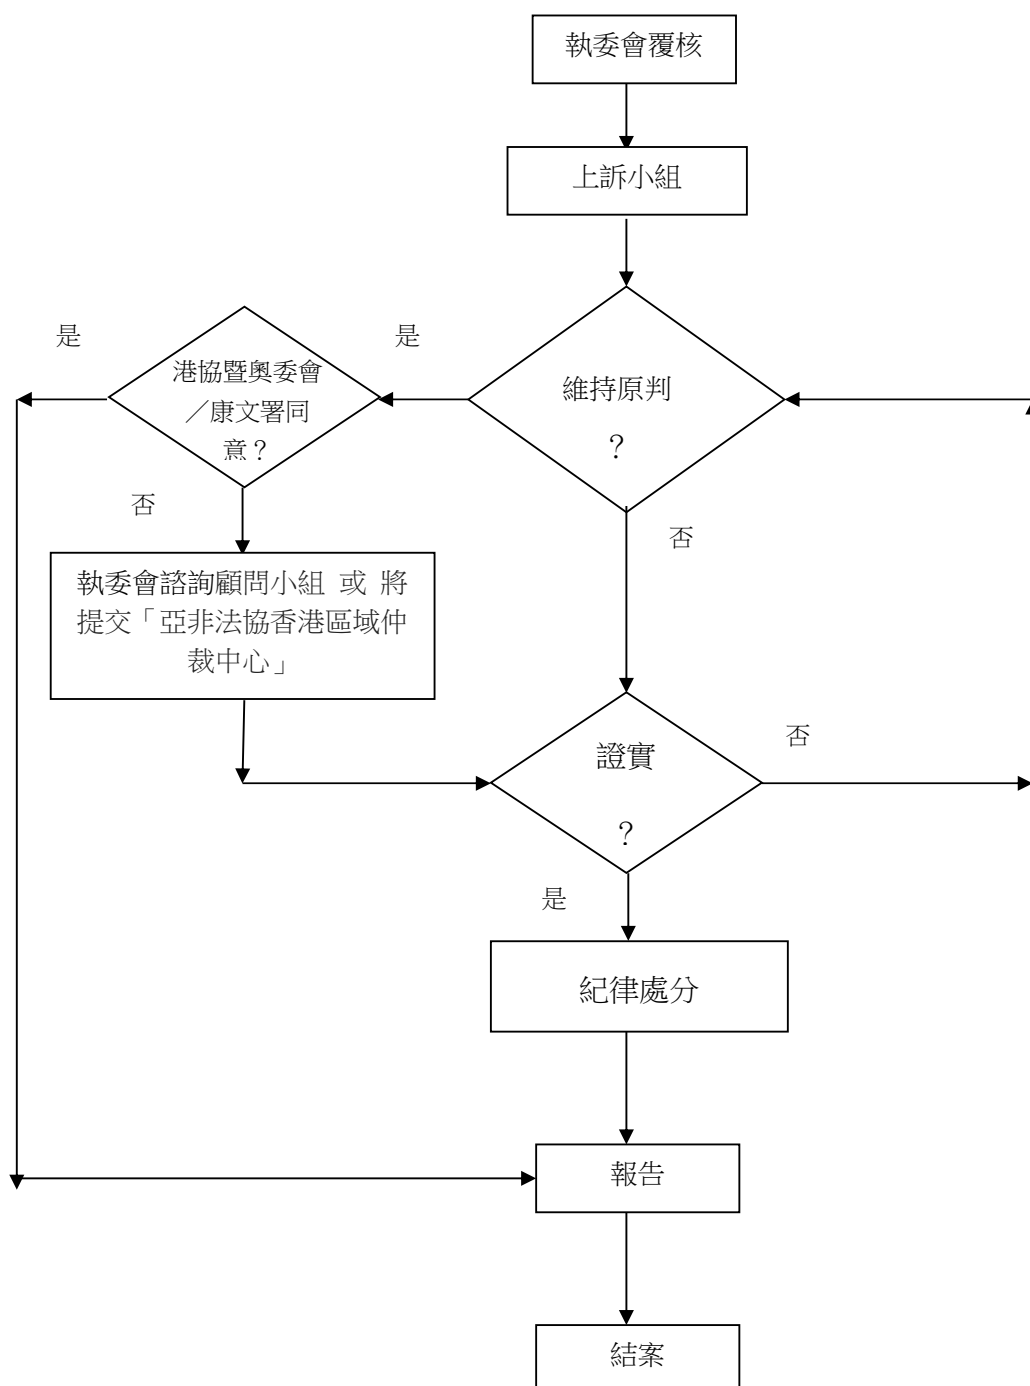 執委會覆核
上訴小組
是
是
港協暨奧委會
／康文署同
意？
維持原判
？
否
否
執委會諮詢顧問小組 或 將
提交「亞非法協香港區域仲
裁中心」
證實
？
否
是
紀律處分
報告
結案